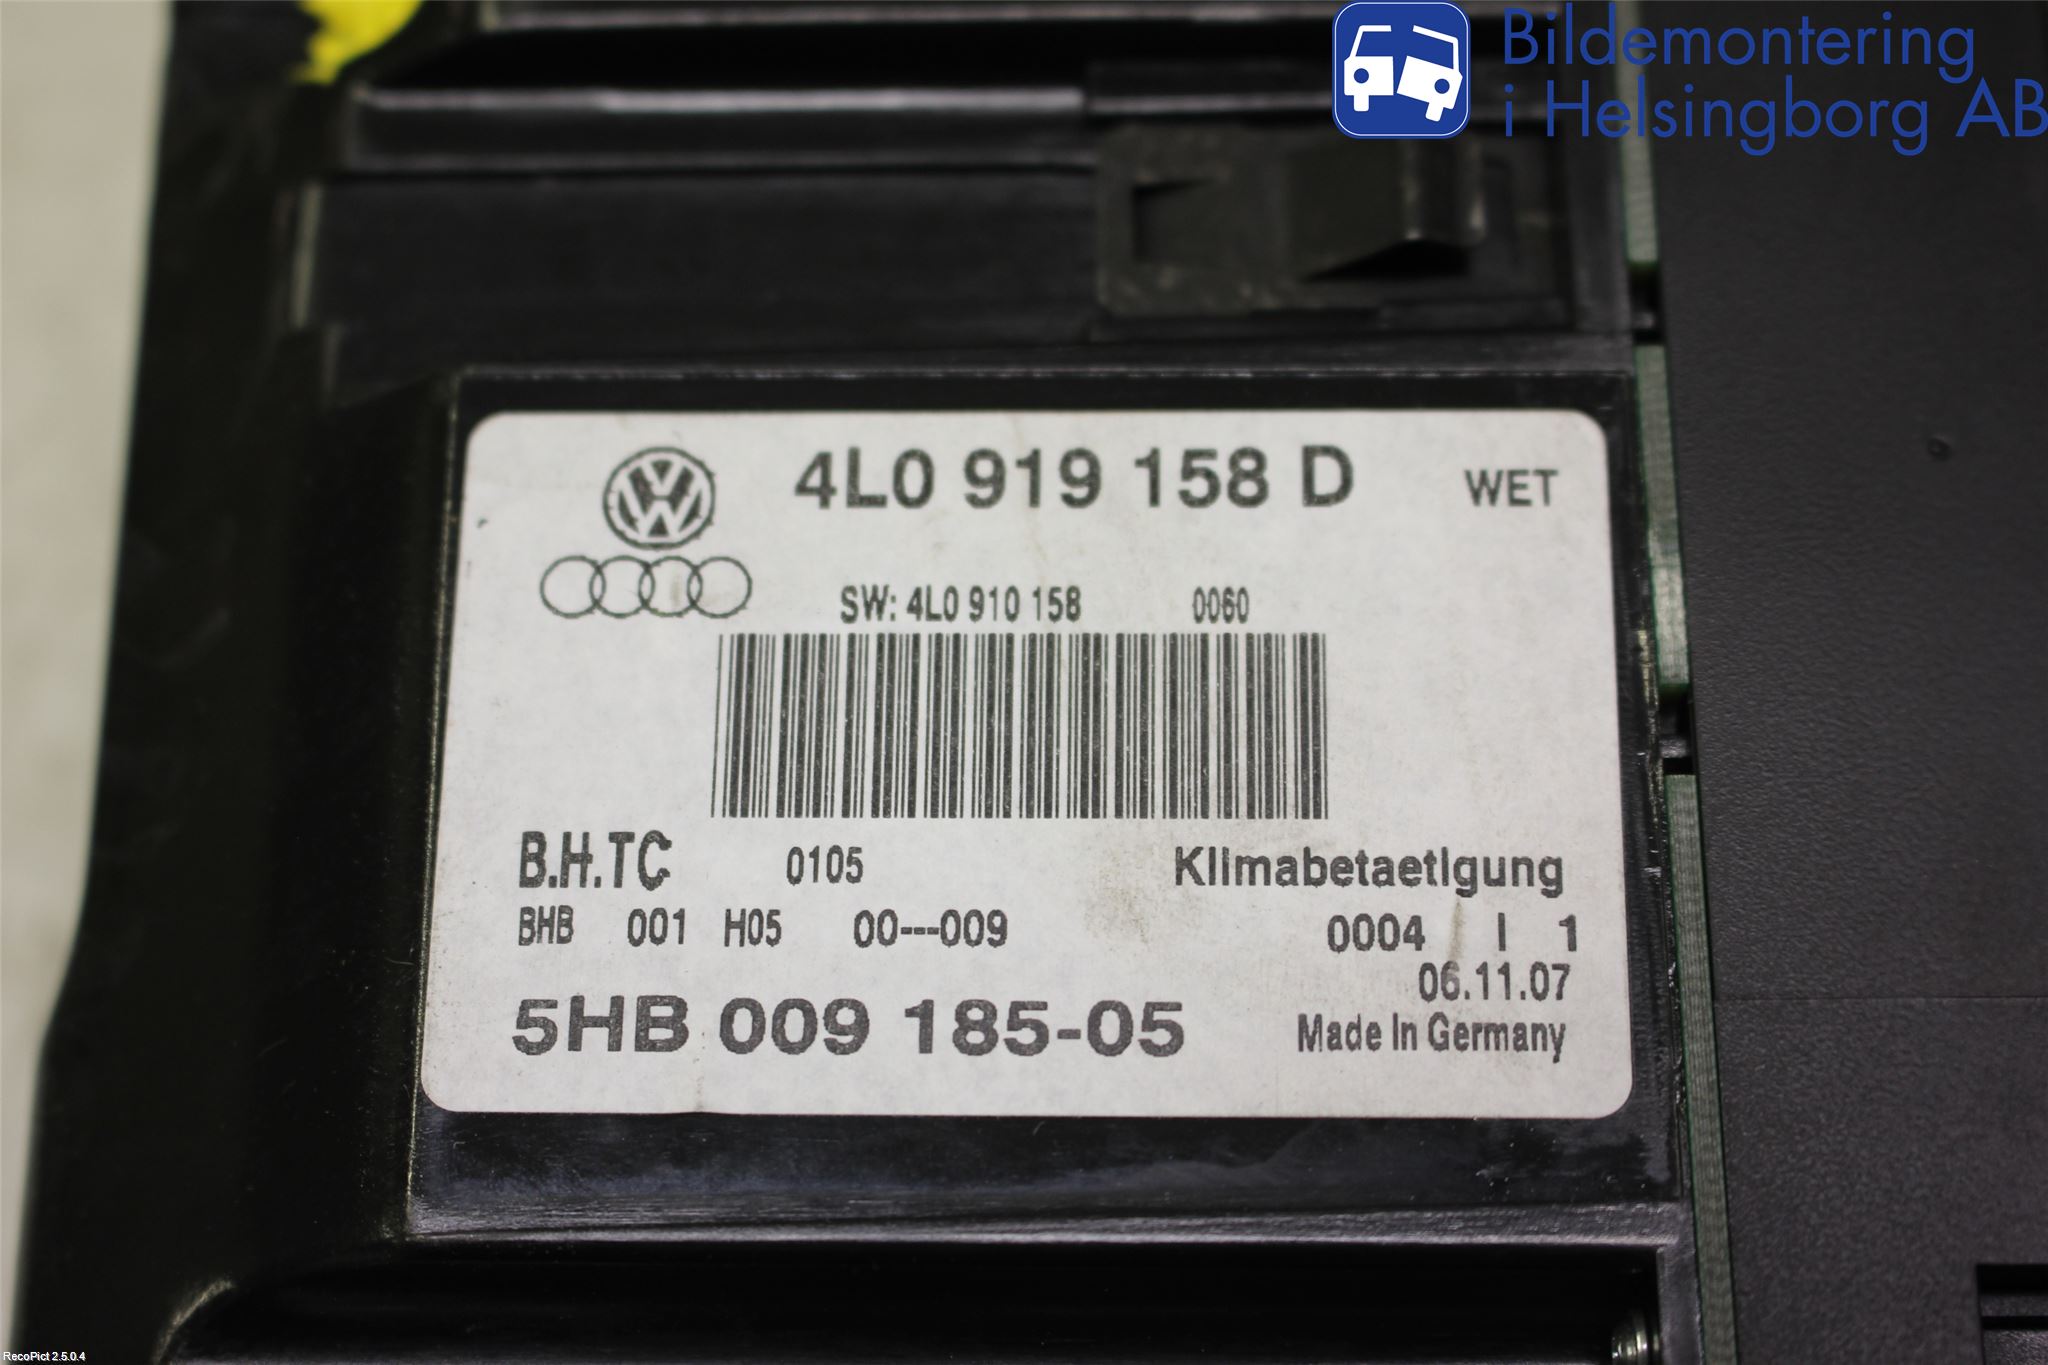 Bildemontering
i Helsingborg AB
4L0 919 158 D WET
SW: 4L0 910 158 0060
B.H.TC 0105 Klimabetaetigung
BHB 001 H05 00---009 0004 I 1
06.11.07
5HB 009 185-05 Made In Germany
RecoPict 2.5.0.4